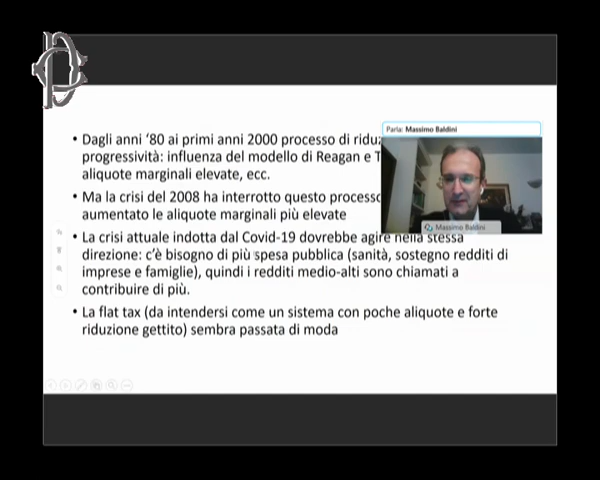 Parla: Massimo Baldini
Massimo Baldini
• Dagli anni ‘80 ai primi anni 2000 processo di
progressività: influenza del modello di Reagan e
aliquote marginali elevate, ecc.
• Ma la crisi del 2008 ha interrotto questo processo
aumentato le aliquote marginali più elevate
• La crisi attuale indotta dal Covid-19 dovrebbe agire nella stessa
direzione: c’è bisogno di più spesa pubblica (sanità, sostegno redditi di
imprese e famiglie), quindi i redditi medio-alti sono chiamati a
contribuire di più.
• La flat tax (da intendersi come un sistema con poche aliquote e forte
riduzione gettito) sembra passata di moda